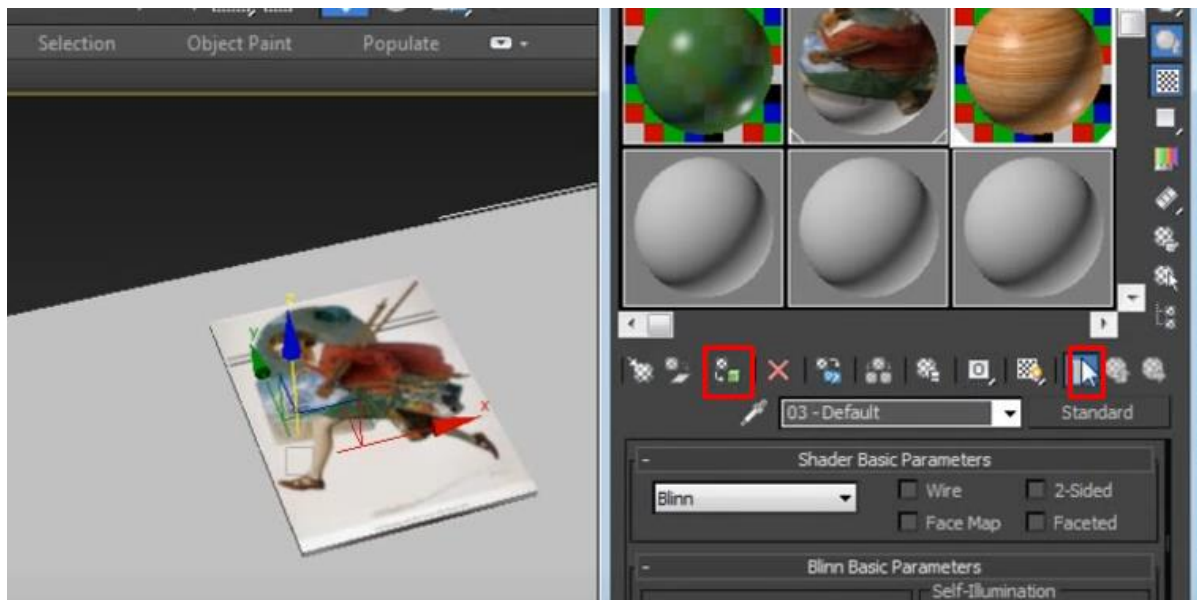 Selection Object Paint Populate
z
y
x
03 - Default Standard
- Shader Basic Parameters
Blinn Wire 2-Sided
Face Map Faceted
- Blinn Basic Parameters
Self-Illumination